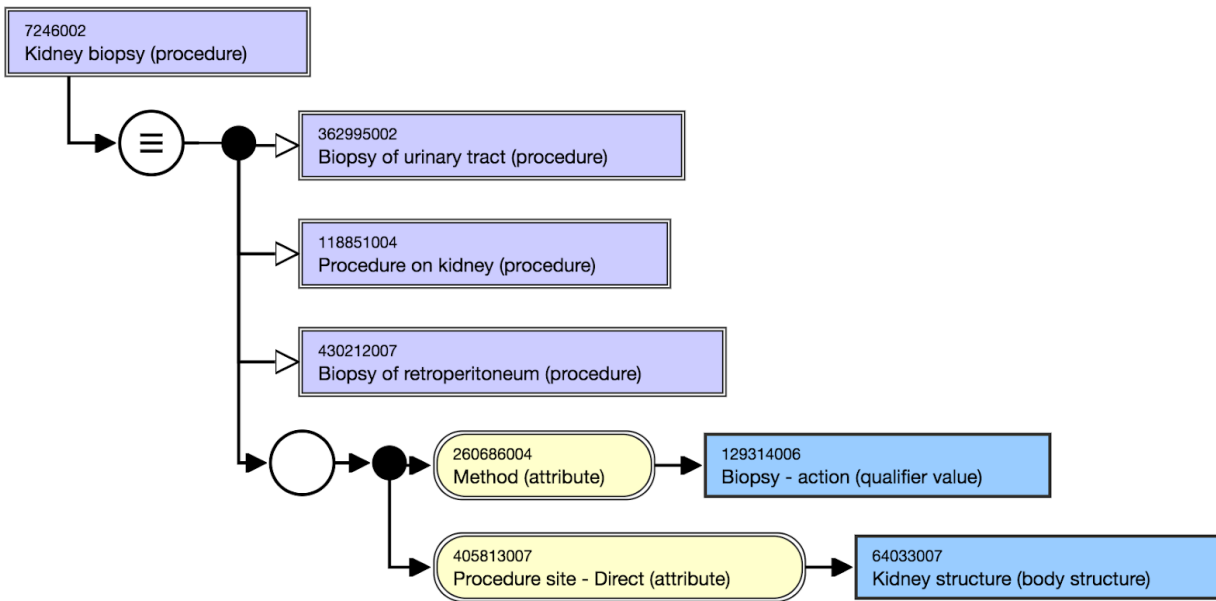 7246002
Kidney biopsy (procedure)
≡
362995002
Biopsy of urinary tract (procedure)
118851004
Procedure on kidney (procedure)
430212007
Biopsy of retroperitoneum (procedure)
260686004
Method (attribute)
129314006
Biopsy - action (qualifier value)
405813007
Procedure site - Direct (attribute)
64033007
Kidney structure (body structure)